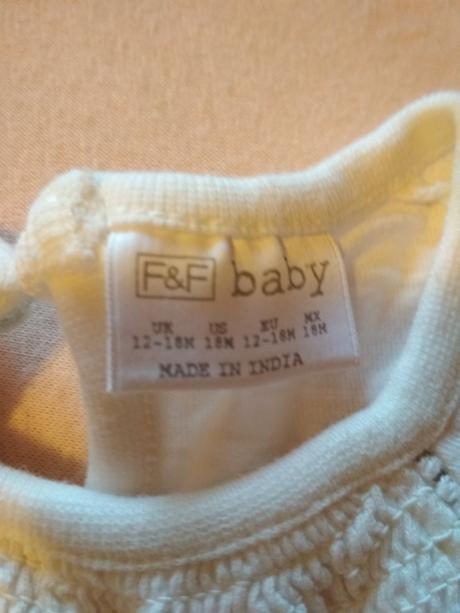 F&F baby
UK US EU MX
12-18M 18M 12-18M 18M
MADE IN INDIA